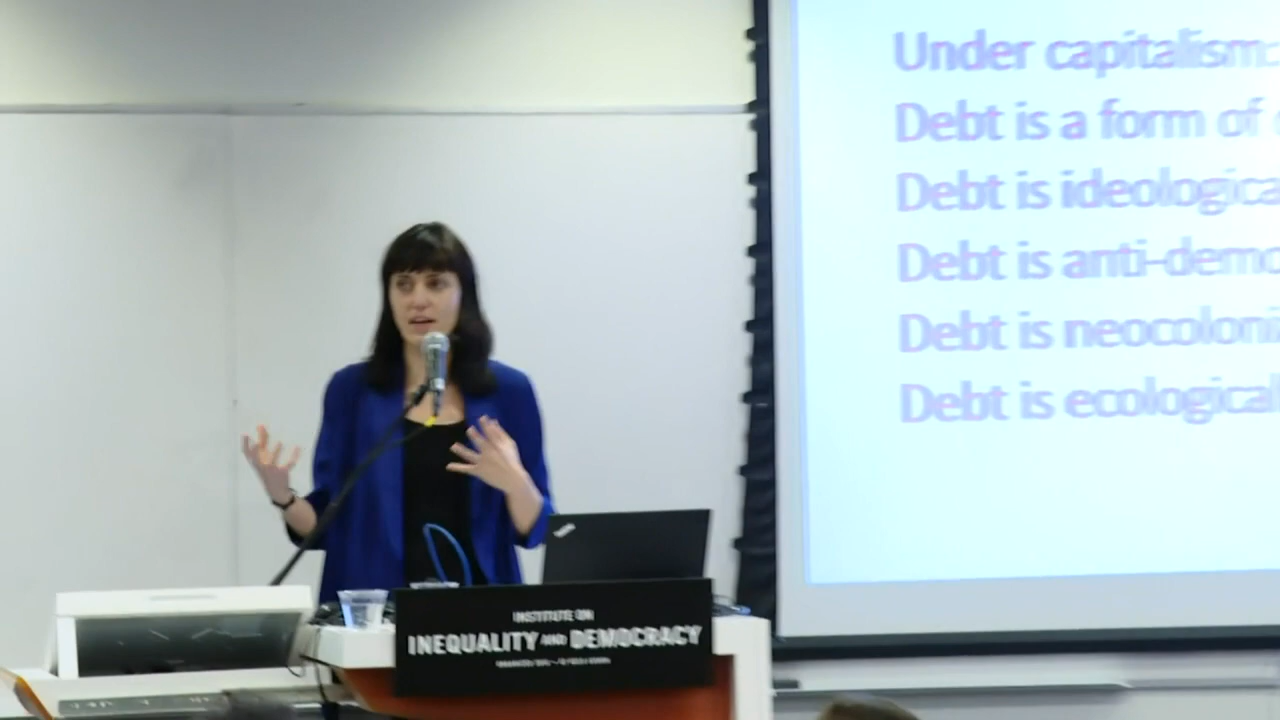 Under capitalism:
Debt is a form of
Debt is ideologica
Debt is anti-demo
Debt is neocoloni
Debt is ecological
INSTITUTE ON
INEQUALITY AND DEMOCRACY